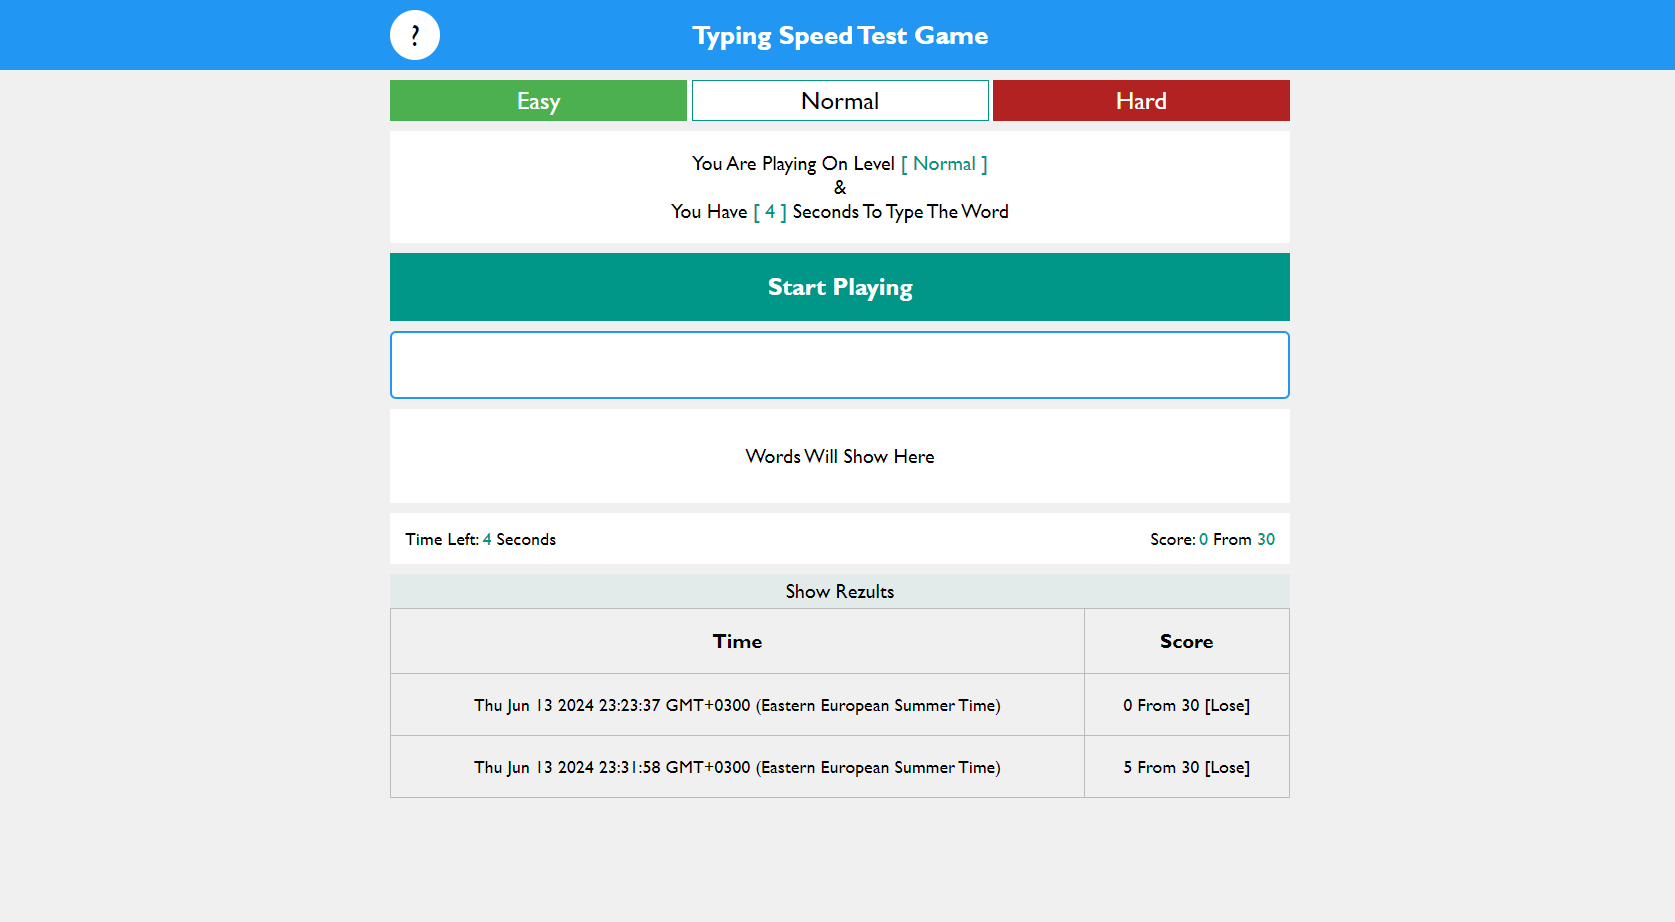 ?
Typing Speed Test Game
Easy
Normal
Hard
You Are Playing On Level [ Normal ]
&
You Have [ 4 ] Seconds To Type The Word
Start Playing
Words Will Show Here
Time Left: 4 Seconds
Score: 0 From 30
Show Rezults
Time
Score
Thu Jun 13 2024 23:23:37 GMT+0300 (Eastern European Summer Time)
0 From 30 [Lose]
Thu Jun 13 2024 23:31:58 GMT+0300 (Eastern European Summer Time)
5 From 30 [Lose]